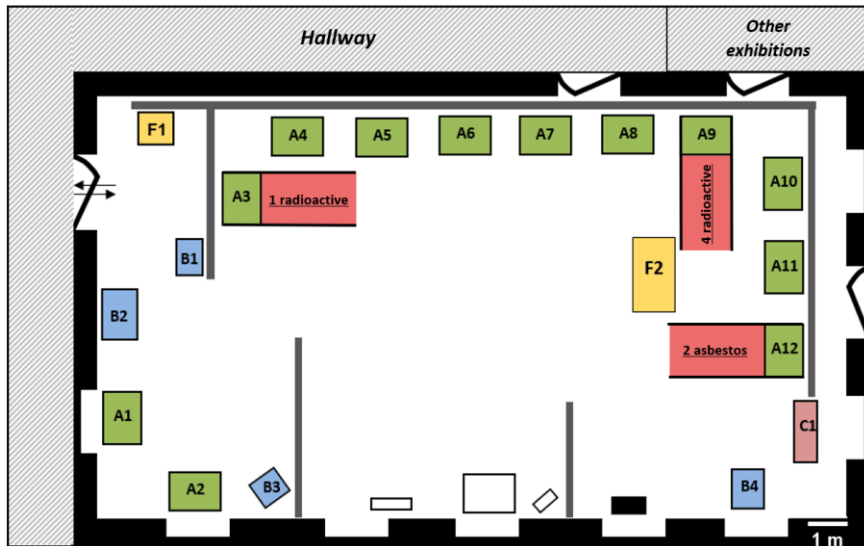 Hallway
Other
exhibitions
F1
A4
A5
A6
A7
A8
A9
A3
1 radioactive
4 radioactive
A10
B1
F2
A11
B2
2 asbestos
A12
A1
C1
A2
B3
B4
1 m